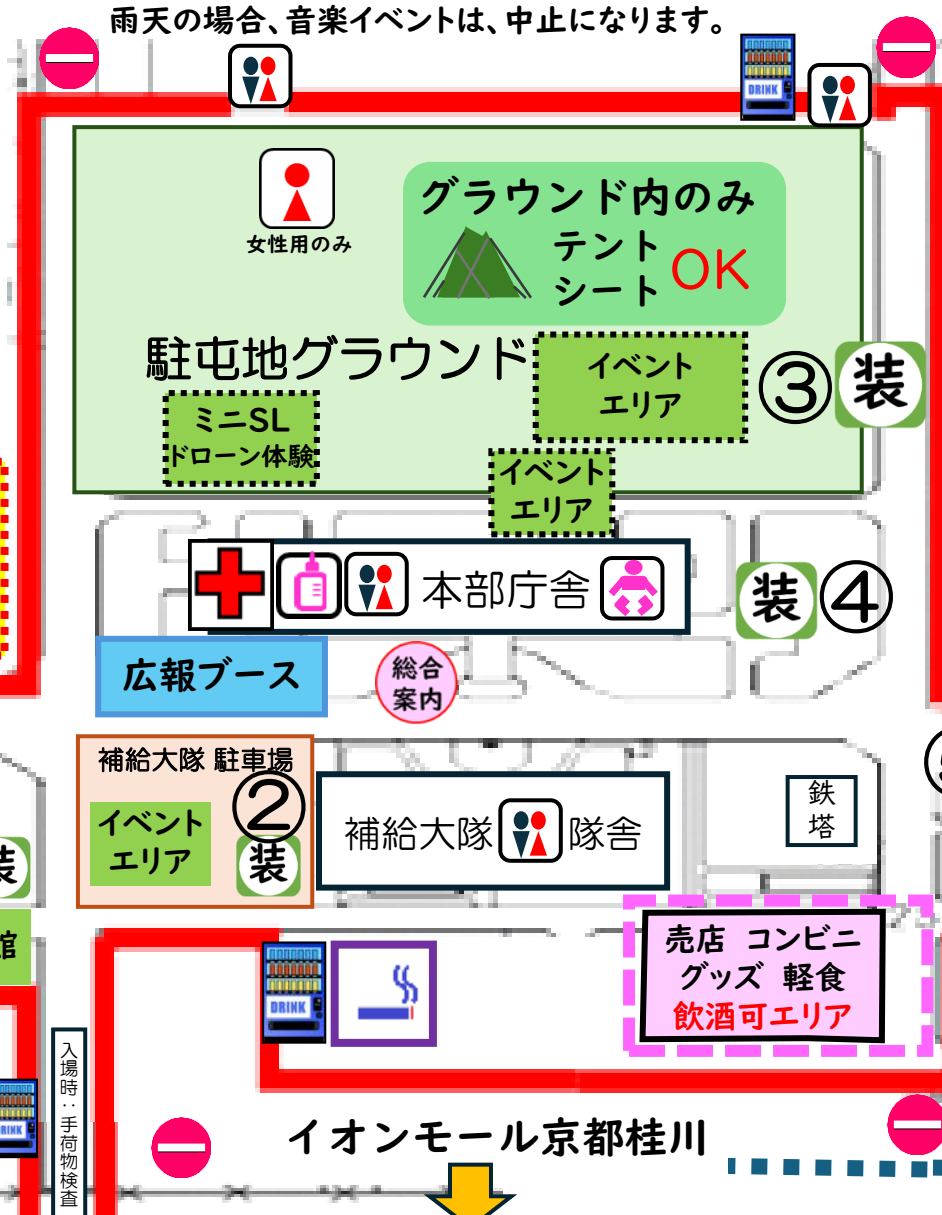 雨天の場合、音楽イベントは、中止になります。
DRINK
女性用のみ
グラウンド内のみ
テント
シート
OK
駐屯地グラウンド
イベント
エリア
③
装
ミニSL
ドローン体験
イベント
エリア
本部庁舎
装
④
広報ブース
総合
案内
補給大隊 駐車場
②
イベント
エリア
装
補給大隊
隊舎
鉄
塔
装
館
売店 コンビニ
グッズ 軽食
飲酒可エリア
DRINK
入場時:手荷物検査
DRINK
イオンモール京都桂川